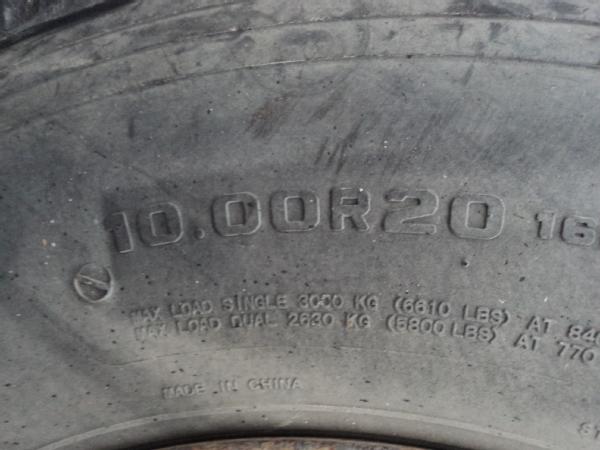 10.00R20 16
MAX LOAD SINGLE 3000 KG (6610 LBS) AT 840
MAX LOAD DUAL 2630 KG (5800 LBS) AT 770
MADE IN CHINA
ST